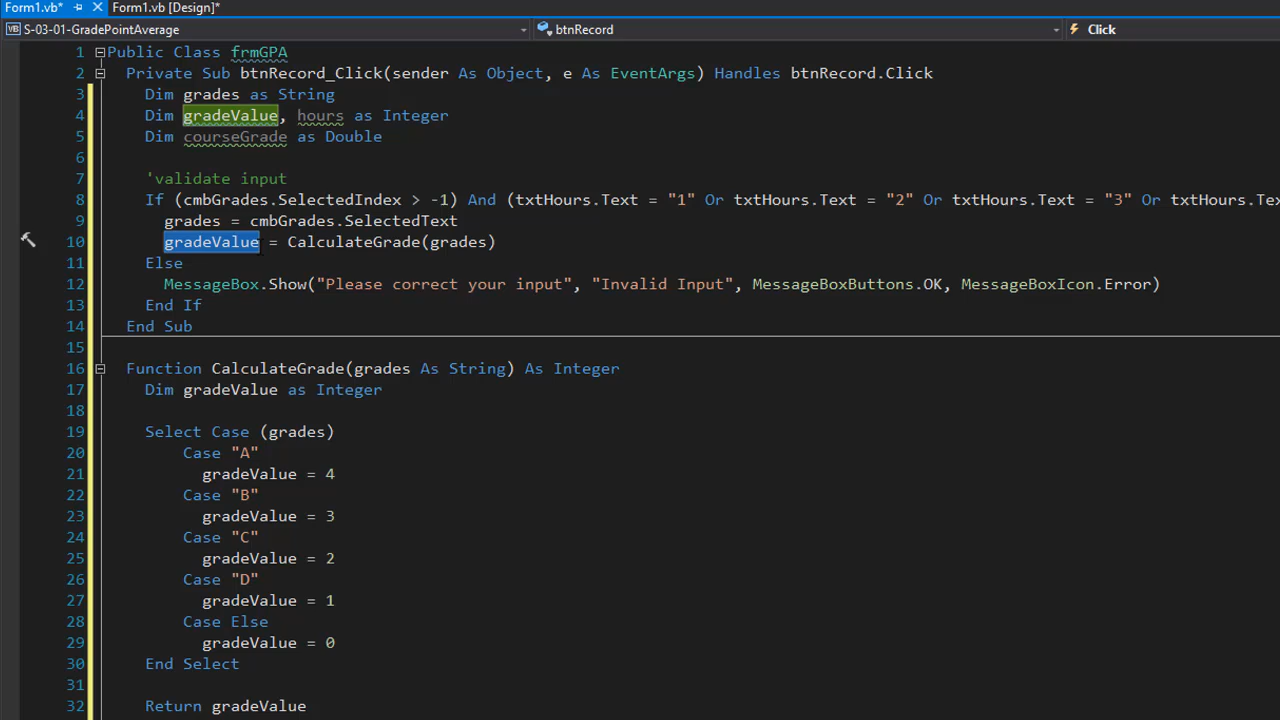 Form1.vb* Form1.vb [Design]*
S-03-01-GradePointAverage btnRecord Click
1 Public Class frmGPA
2 Private Sub btnRecord_Click(sender As Object, e As EventArgs) Handles btnRecord.Click
3 Dim grades as String
4 Dim gradeValue, hours as Integer
5 Dim courseGrade as Double
6
7 'validate input
8 If (cmbGrades.SelectedIndex > -1) And (txtHours.Text = "1" Or txtHours.Text = "2" Or txtHours.Text = "3" Or txtHours.Te
9 grades = cmbGrades.SelectedText
10 gradeValue = CalculateGrade(grades)
11 Else
12 MessageBox.Show("Please correct your input", "Invalid Input", MessageBoxButtons.OK, MessageBoxIcon.Error)
13 End If
14 End Sub
15
16 Function CalculateGrade(grades As String) As Integer
17 Dim gradeValue as Integer
18
19 Select Case (grades)
20 Case "A"
21 gradeValue = 4
22 Case "B"
23 gradeValue = 3
24 Case "C"
25 gradeValue = 2
26 Case "D"
27 gradeValue = 1
28 Case Else
29 gradeValue = 0
30 End Select
31
32 Return gradeValue